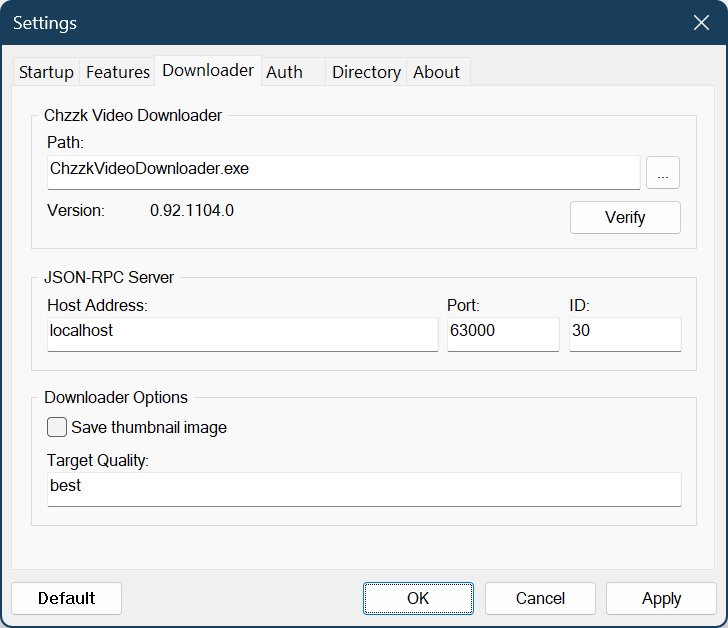 Settings
Startup Features Downloader Auth Directory About
Chzzk Video Downloader
Path:
ChzzkVideoDownloader.exe ...
Version: 0.92.1104.0 Verify
JSON-RPC Server
Host Address: Port: ID:
localhost 63000 30
Downloader Options
Save thumbnail image
Target Quality:
best
Default OK Cancel Apply